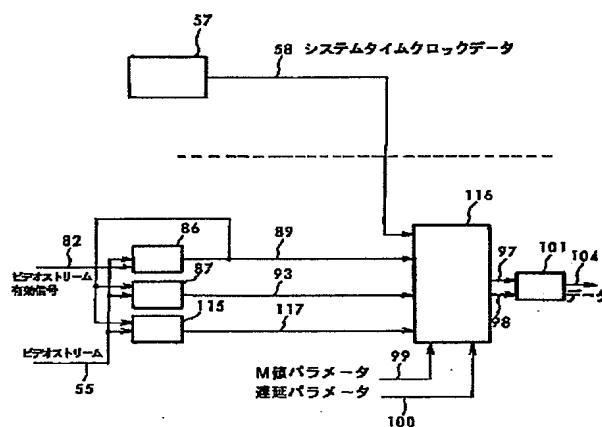 57
58 システムタイムクロックデータ
116
82
86
89
97
101
104
ビデオストリーム
有効信号
87
93
データ
98
115
117
ビデオストリーム
55
M値パラメータ
99
遅延パラメータ
100